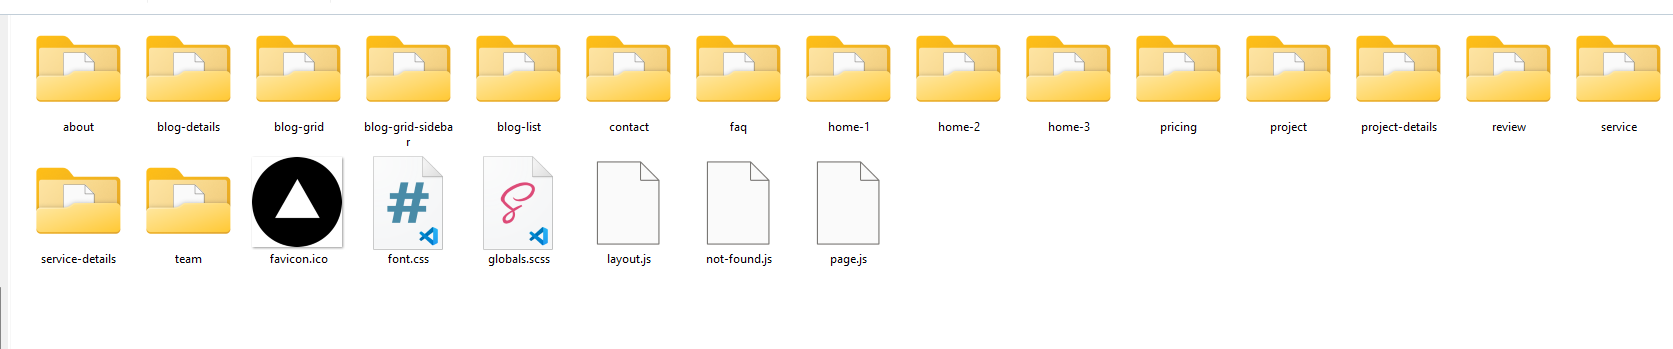 about
blog-details
blog-grid
blog-grid-sideba
r
blog-list
contact
faq
home-1
home-2
home-3
pricing
project
project-details
review
service
service-details
team
favicon.ico
font.css
globals.scss
layout.js
not-found.js
page.js